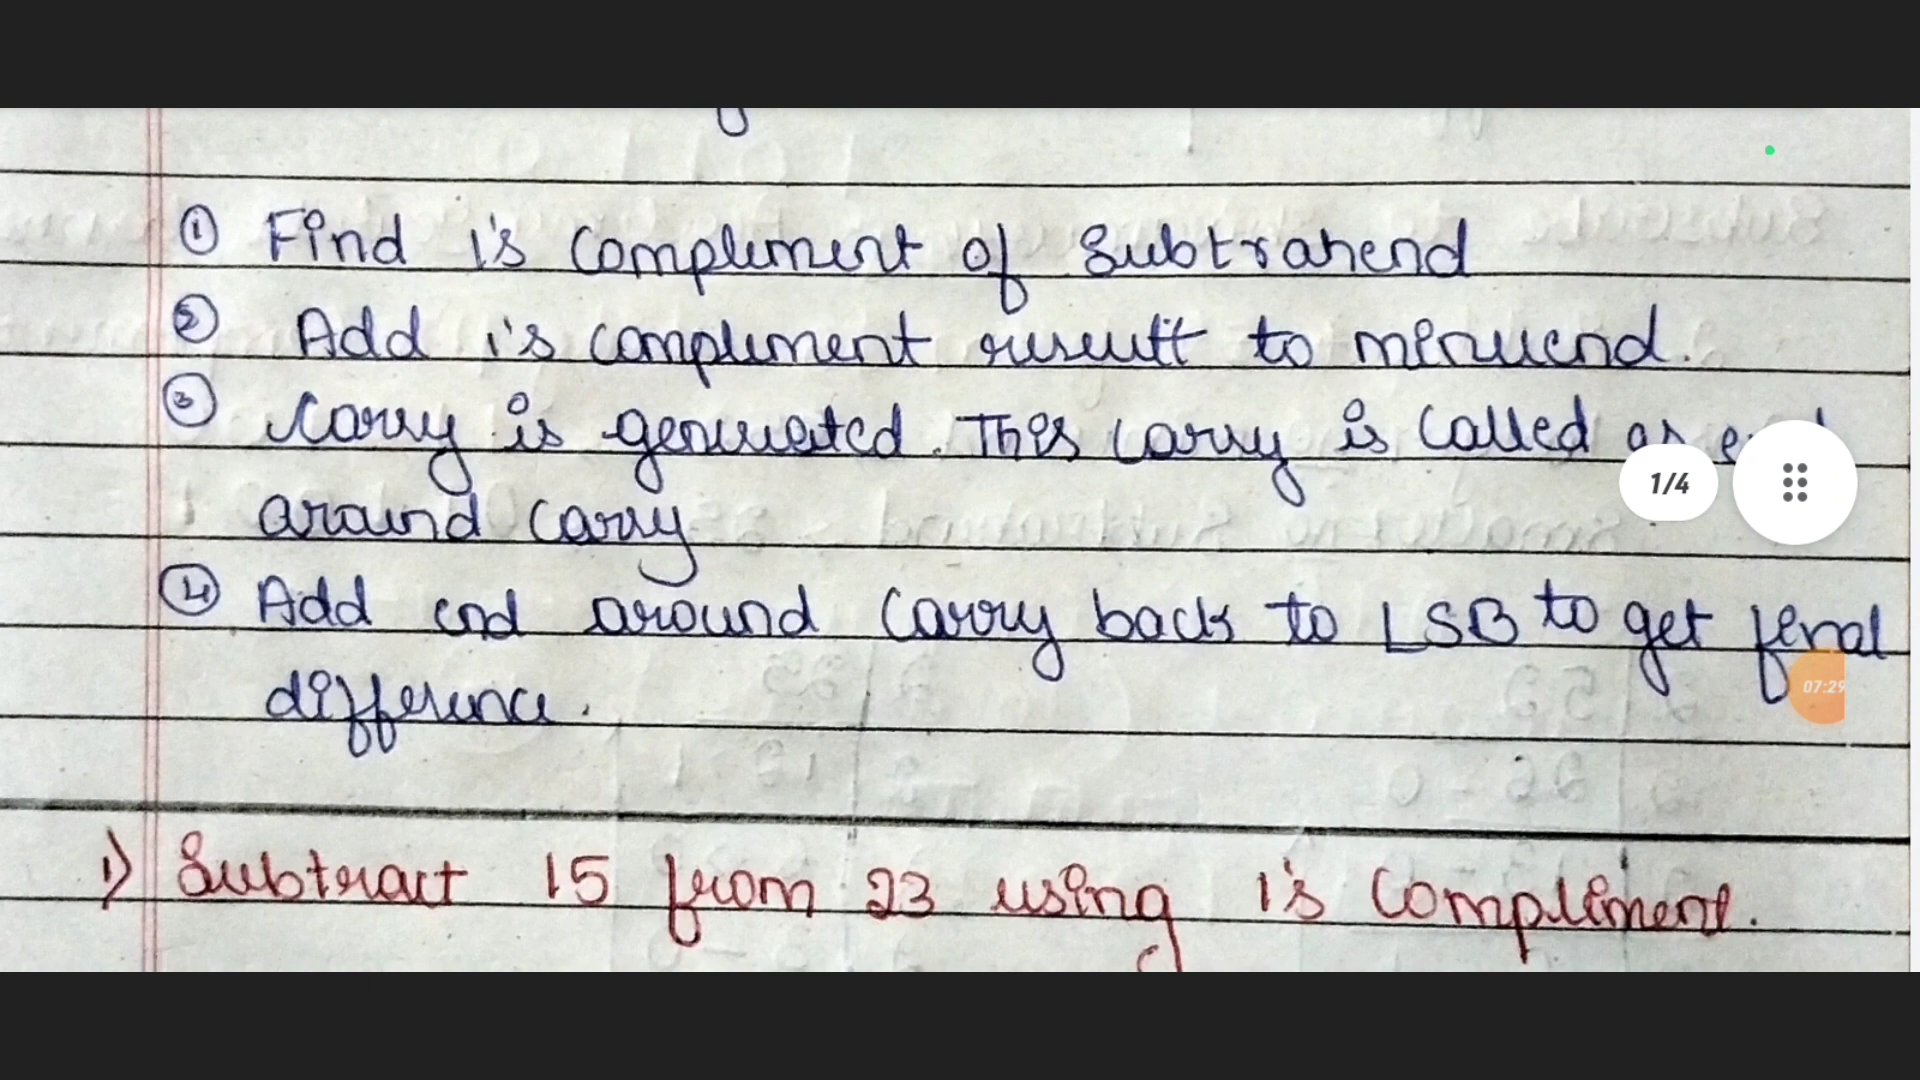 ① Find 1's compliment of Subtrahend
② Add 1's compliment result to minuend.
③ Carry is generated. This carry is called as
1/4
around carry
④ Add end around carry back to LSB to get final
07:29
difference.
1) Subtract 15 from 23 using 1's Compliment.